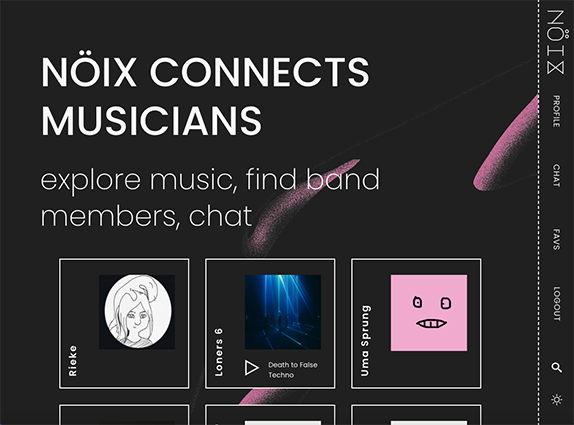 NÖIX CONNECTS
MUSICIANS
explore music, find band
members, chat
Rieke
Loners 6
Death to False
Techno
Uma Sprung
NÖIX
PROFILE
CHAT
FAVS
LOGOUT